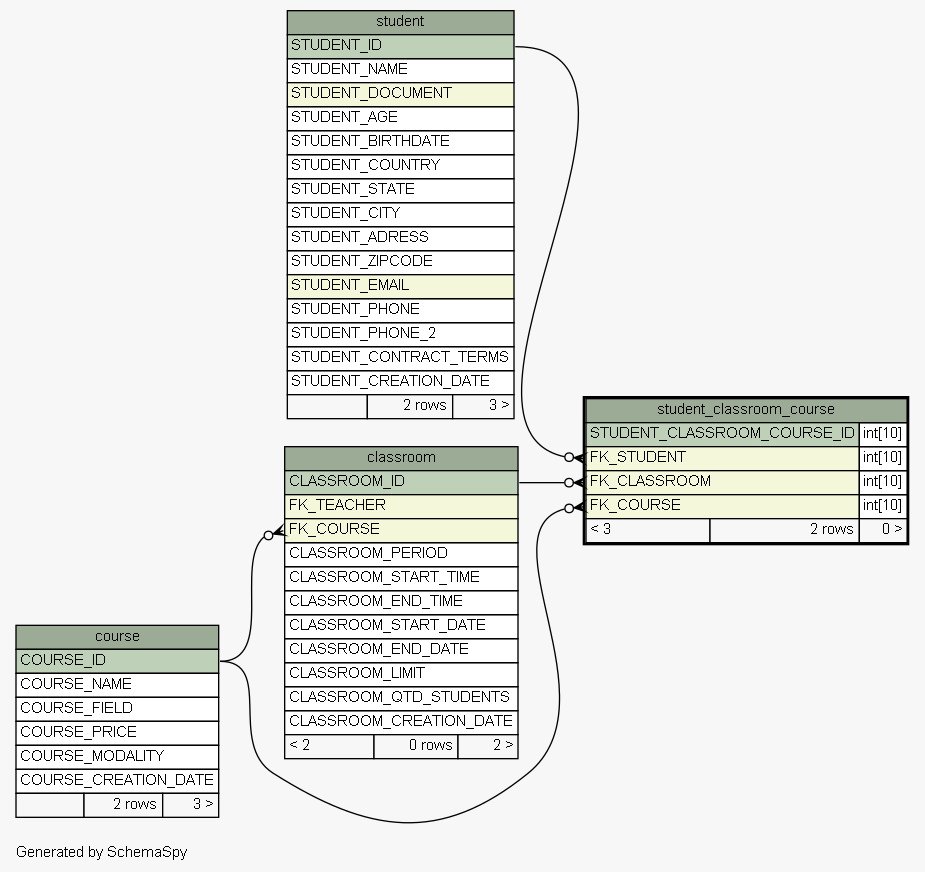 student
STUDENT_ID
STUDENT_NAME
STUDENT_DOCUMENT
STUDENT_AGE
STUDENT_BIRTHDATE
STUDENT_COUNTRY
STUDENT_STATE
STUDENT_CITY
STUDENT_ADRESS
STUDENT_ZIPCODE
STUDENT_EMAIL
STUDENT_PHONE
STUDENT_PHONE_2
STUDENT_CONTRACT_TERMS
STUDENT_CREATION_DATE
2 rows 3 >
student_classroom_course
STUDENT_CLASSROOM_COURSE_ID int[10]
FK_STUDENT int[10]
FK_CLASSROOM int[10]
FK_COURSE int[10]
< 3 2 rows 0 >
classroom
CLASSROOM_ID
FK_TEACHER
FK_COURSE
CLASSROOM_PERIOD
CLASSROOM_START_TIME
CLASSROOM_END_TIME
CLASSROOM_START_DATE
CLASSROOM_END_DATE
CLASSROOM_LIMIT
CLASSROOM_QTD_STUDENTS
CLASSROOM_CREATION_DATE
< 2 0 rows 2 >
course
COURSE_ID
COURSE_NAME
COURSE_FIELD
COURSE_PRICE
COURSE_MODALITY
COURSE_CREATION_DATE
2 rows 3 >
Generated by SchemaSpy